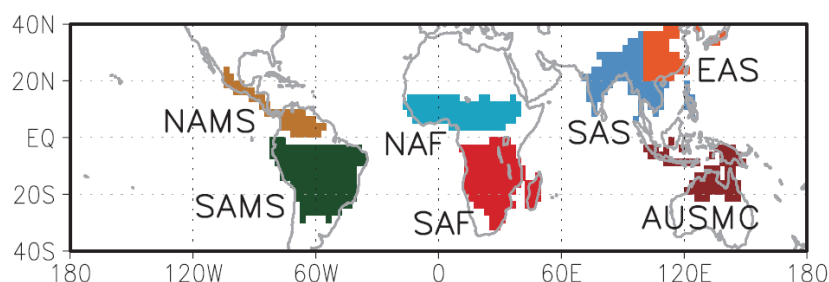 40N
20N
EQ
20S
40S
EAS
NAMS
NAF
SAS
SAMS
SAF
AUSMC
180 120W 60W 0 60E 120E 180